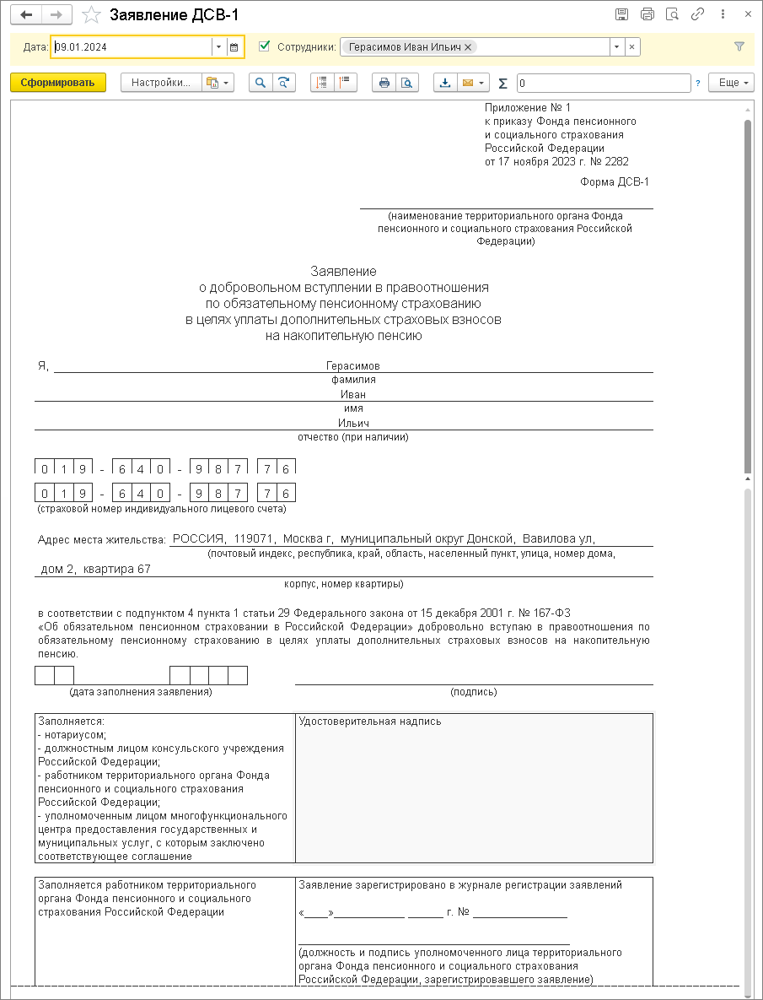 Заявление ДСВ-1
Дата: 09.01.2024 Сотрудники: Герасимов Иван Ильич
Сформировать Настройки... Σ 0 ? Еще
Приложение № 1
к приказу Фонда пенсионного
и социального страхования
Российской Федерации
от 17 ноября 2023 г. № 2282
Форма ДСВ-1
(наименование территориального органа Фонда
пенсионного и социального страхования Российской
Федерации)
Заявление
о добровольном вступлении в правоотношения
по обязательному пенсионному страхованию
в целях уплаты дополнительных страховых взносов
на накопительную пенсию
Я, Герасимов
фамилия
Иван
имя
Ильич
отчество (при наличии)
0 1 9 - 6 4 0 - 9 8 7 7 6
0 1 9 - 6 4 0 - 9 8 7 7 6
(страховой номер индивидуального лицевого счета)
Адрес места жительства: РОССИЯ, 119071, Москва г, муниципальный округ Донской, Вавилова ул,
(почтовый индекс, республика, край, область, населенный пункт, улица, номер дома,
дом 2, квартира 67
корпус, номер квартиры)
в соответствии с подпунктом 4 пункта 1 статьи 29 Федерального закона от 15 декабря 2001 г. № 167-ФЗ
«Об обязательном пенсионном страховании в Российской Федерации» добровольно вступаю в правоотношения по
обязательному пенсионному страхованию в целях уплаты дополнительных страховых взносов на накопительную
пенсию.
(дата заполнения заявления) (подпись)
Заполняется:
- нотариусом;
- должностным лицом консульского учреждения
Российской Федерации;
- работником территориального органа Фонда
пенсионного и социального страхования
Российской Федерации;
- уполномоченным лицом многофункционального
центра предоставления государственных и
муниципальных услуг, с которым заключено
соответствующее соглашение
Удостоверительная надпись
Заполняется работником территориального
органа Фонда пенсионного и социального
страхования Российской Федерации
Заявление зарегистрировано в журнале регистрации заявлений
«____»____________ ______ г. № ________________
(должность и подпись уполномоченного лица территориального
органа Фонда пенсионного и социального страхования
Российской Федерации, зарегистрировавшего заявление)